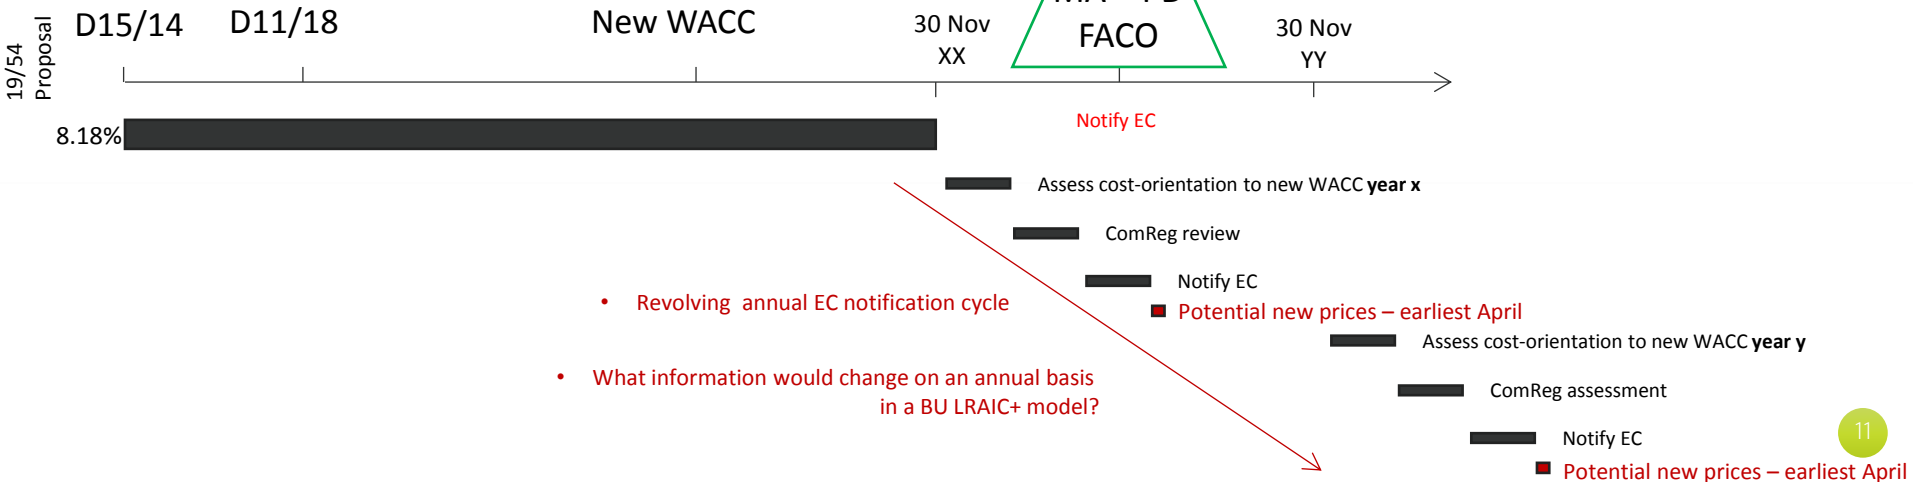 19/54
Proposal
D15/14
D11/18
New WACC
30 Nov
XX
FACO
30 Nov
YY
8.18%
Notify EC
Assess cost-orientation to new WACC year x
ComReg review
Notify EC
• Revolving annual EC notification cycle
Potential new prices – earliest April
Assess cost-orientation to new WACC year y
• What information would change on an annual basis
in a BU LRAIC+ model?
ComReg assessment
Notify EC
11
Potential new prices – earliest April